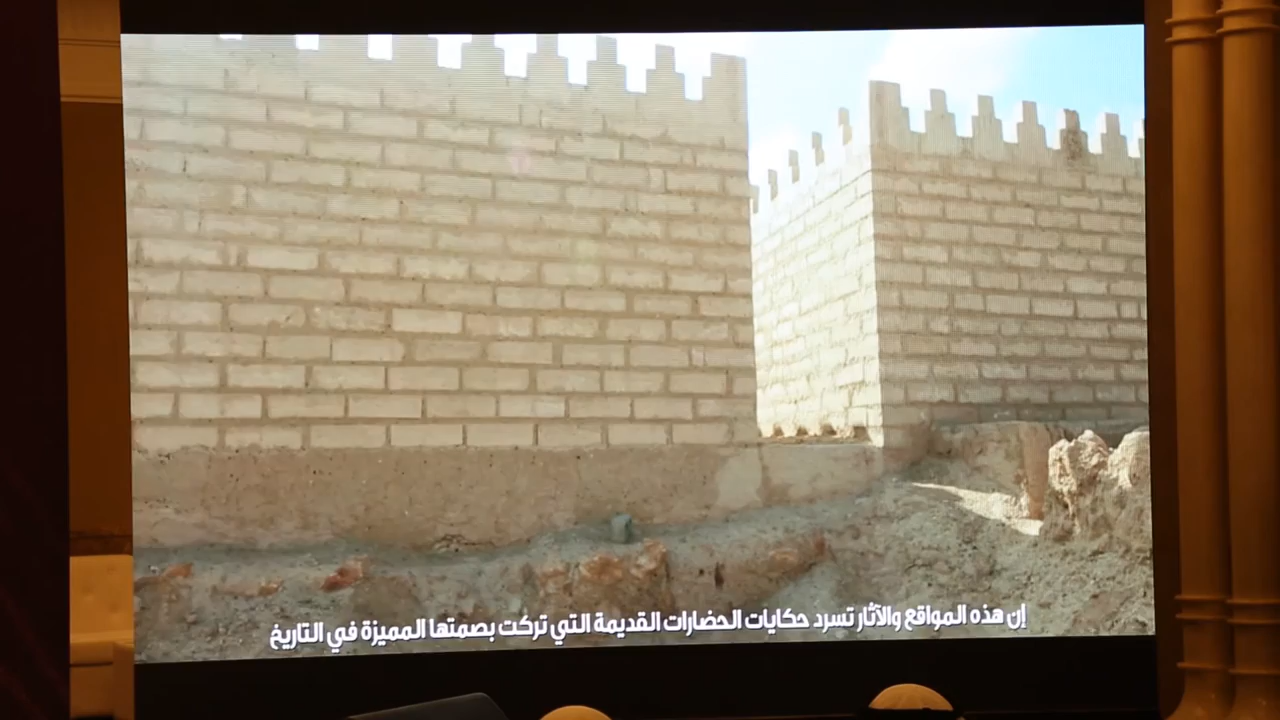 إن هذه المواقع والآثار تسرد حكايات الحضارات القديمة التي تركت بصمتها المميزة في التاريخ